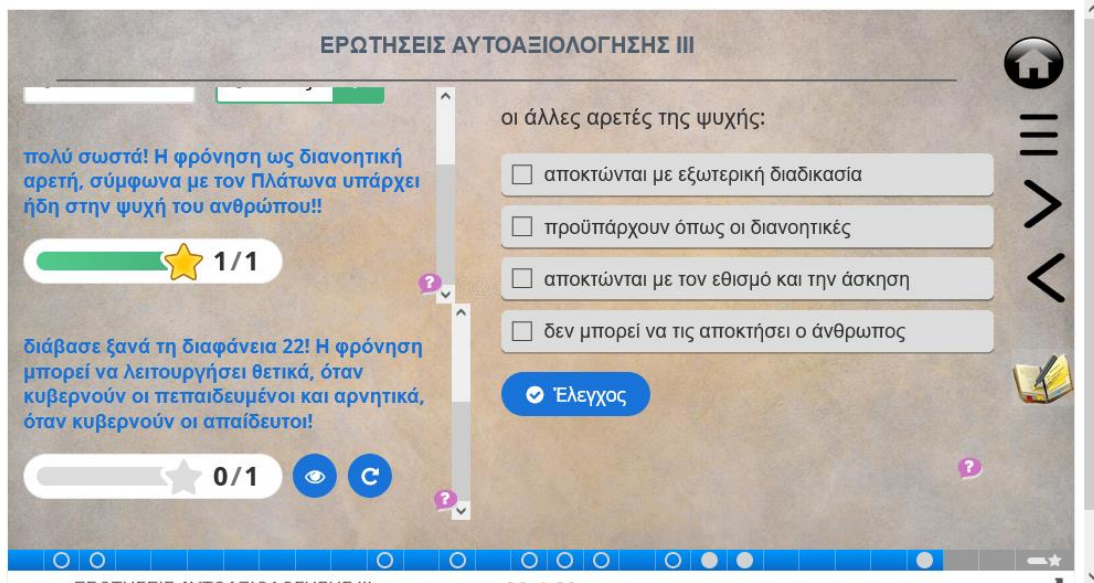 ΕΡΩΤΗΣΕΙΣ ΑΥΤΟΑΞΙΟΛΟΓΗΣΗΣ ΙΙΙ
πολύ σωστά! Η φρόνηση ως διανοητική
αρετή, σύμφωνα με τον Πλάτωνα υπάρχει
ήδη στην ψυχή του ανθρώπου!!
1/1
διάβασε ξανά τη διαφάνεια 22! Η φρόνηση
μπορεί να λειτουργήσει θετικά, όταν
κυβερνούν οι πεπαιδευμένοι και αρνητικά,
όταν κυβερνούν οι απαίδευτοι!
0/1
οι άλλες αρετές της ψυχής:
αποκτώνται με εξωτερική διαδικασία
προϋπάρχουν όπως οι διανοητικές
αποκτώνται με τον εθισμό και την άσκηση
δεν μπορεί να τις αποκτήσει ο άνθρωπος
Έλεγχος